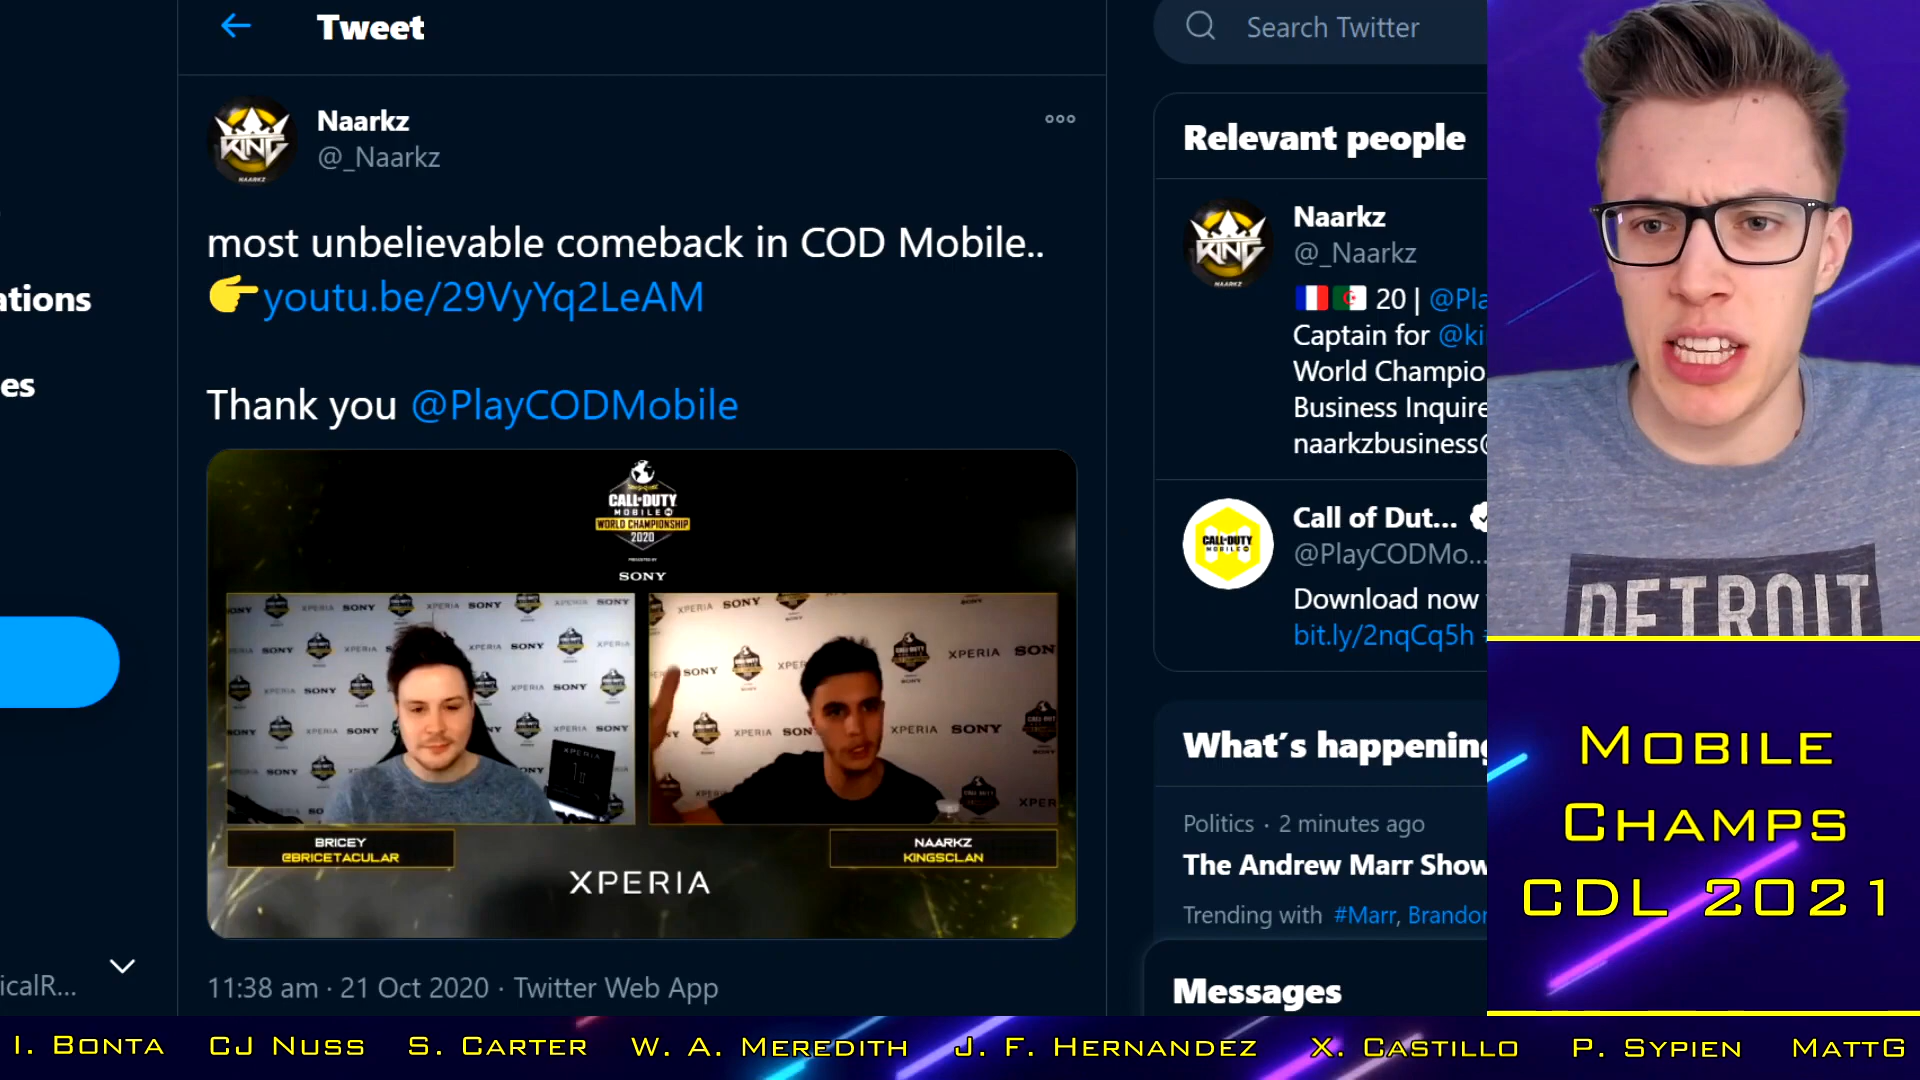 Tweet
Search Twitter
Naarkz
@_Naarkz
most unbelievable comeback in COD Mobile..
youtu.be/29VyYq2LeAM
Thank you @PlayCODMobile
CALL OF DUTY
MOBILE
WORLD CHAMPIONSHIP
2020
PRESENTED BY
SONY
BRICEY
@BRICETACULAR
NAARKZ
KINGSCLAN
XPERIA
11:38 am · 21 Oct 2020 · Twitter Web App
ations
es
icalR...
Relevant people
Naarkz
@_Naarkz
20 | @Pla
Captain for @ki
World Champio
Business Inquire
naarkzbusiness@
Call of Dut...
@PlayCODMo...
Download now
bit.ly/2nqCq5h
What's happening
Politics · 2 minutes ago
The Andrew Marr Show
Trending with #Marr, Brandon
Messages
DETROIT
MOBILE
CHAMPS
CDL 2021
I. BONTA CJ NUSS S. CARTER W. A. MEREDITH J. F. HERNANDEZ X. CASTILLO P. SYPIEN MATTG